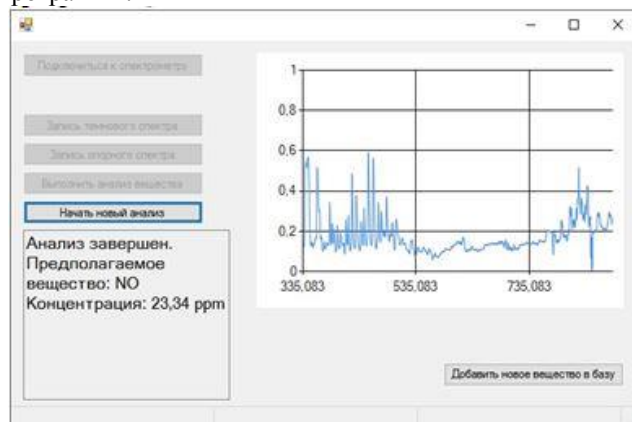 Подключиться к спектрометру
Запись темнового спектра
Запись опорного спектра
Выполнить анализ вещества
Начать новый анализ
Анализ завершен.
Предполагаемое
вещество: NO
Концентрация: 23,34 ppm
1
0,8
0,6
0,4
0,2
0
335,083
535,083
735,083
Добавить новое вещество в базу